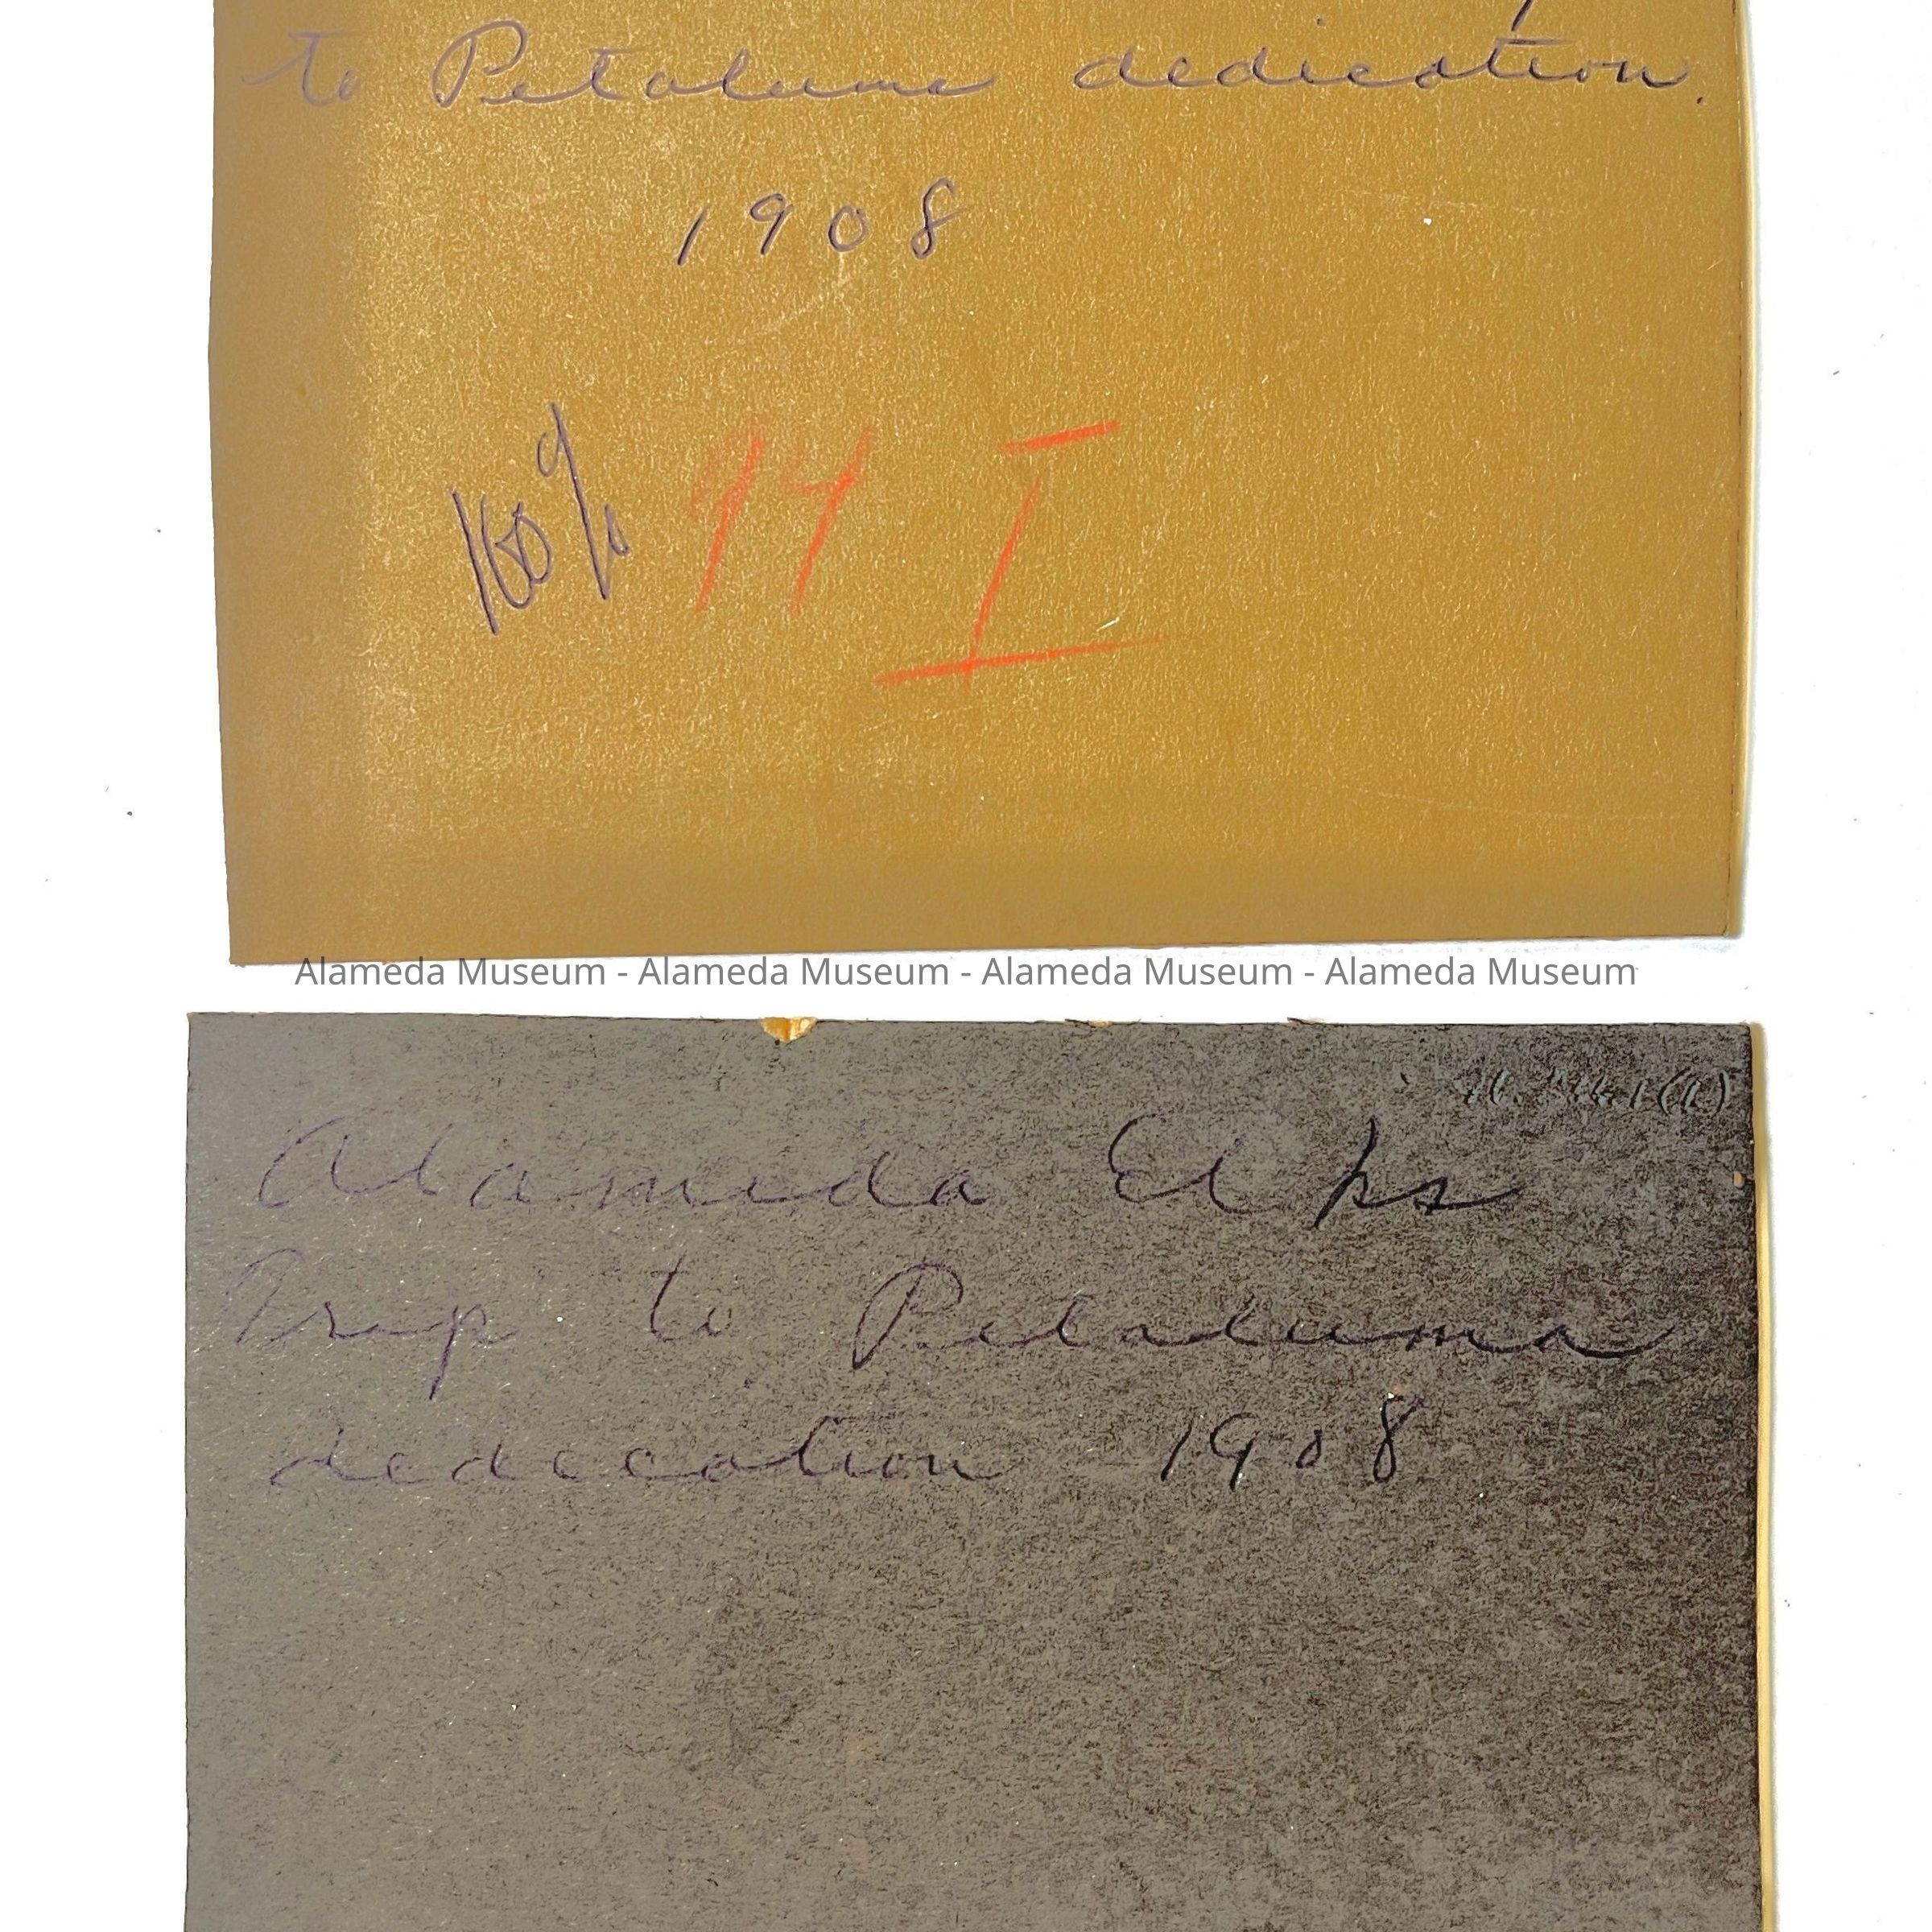 to Petaluma dedication.
1908
100%
94 I
Alameda Museum - Alameda Museum - Alameda Museum - Alameda Museum
Alameda Elks
Trip to Petaluma
dedication 1908